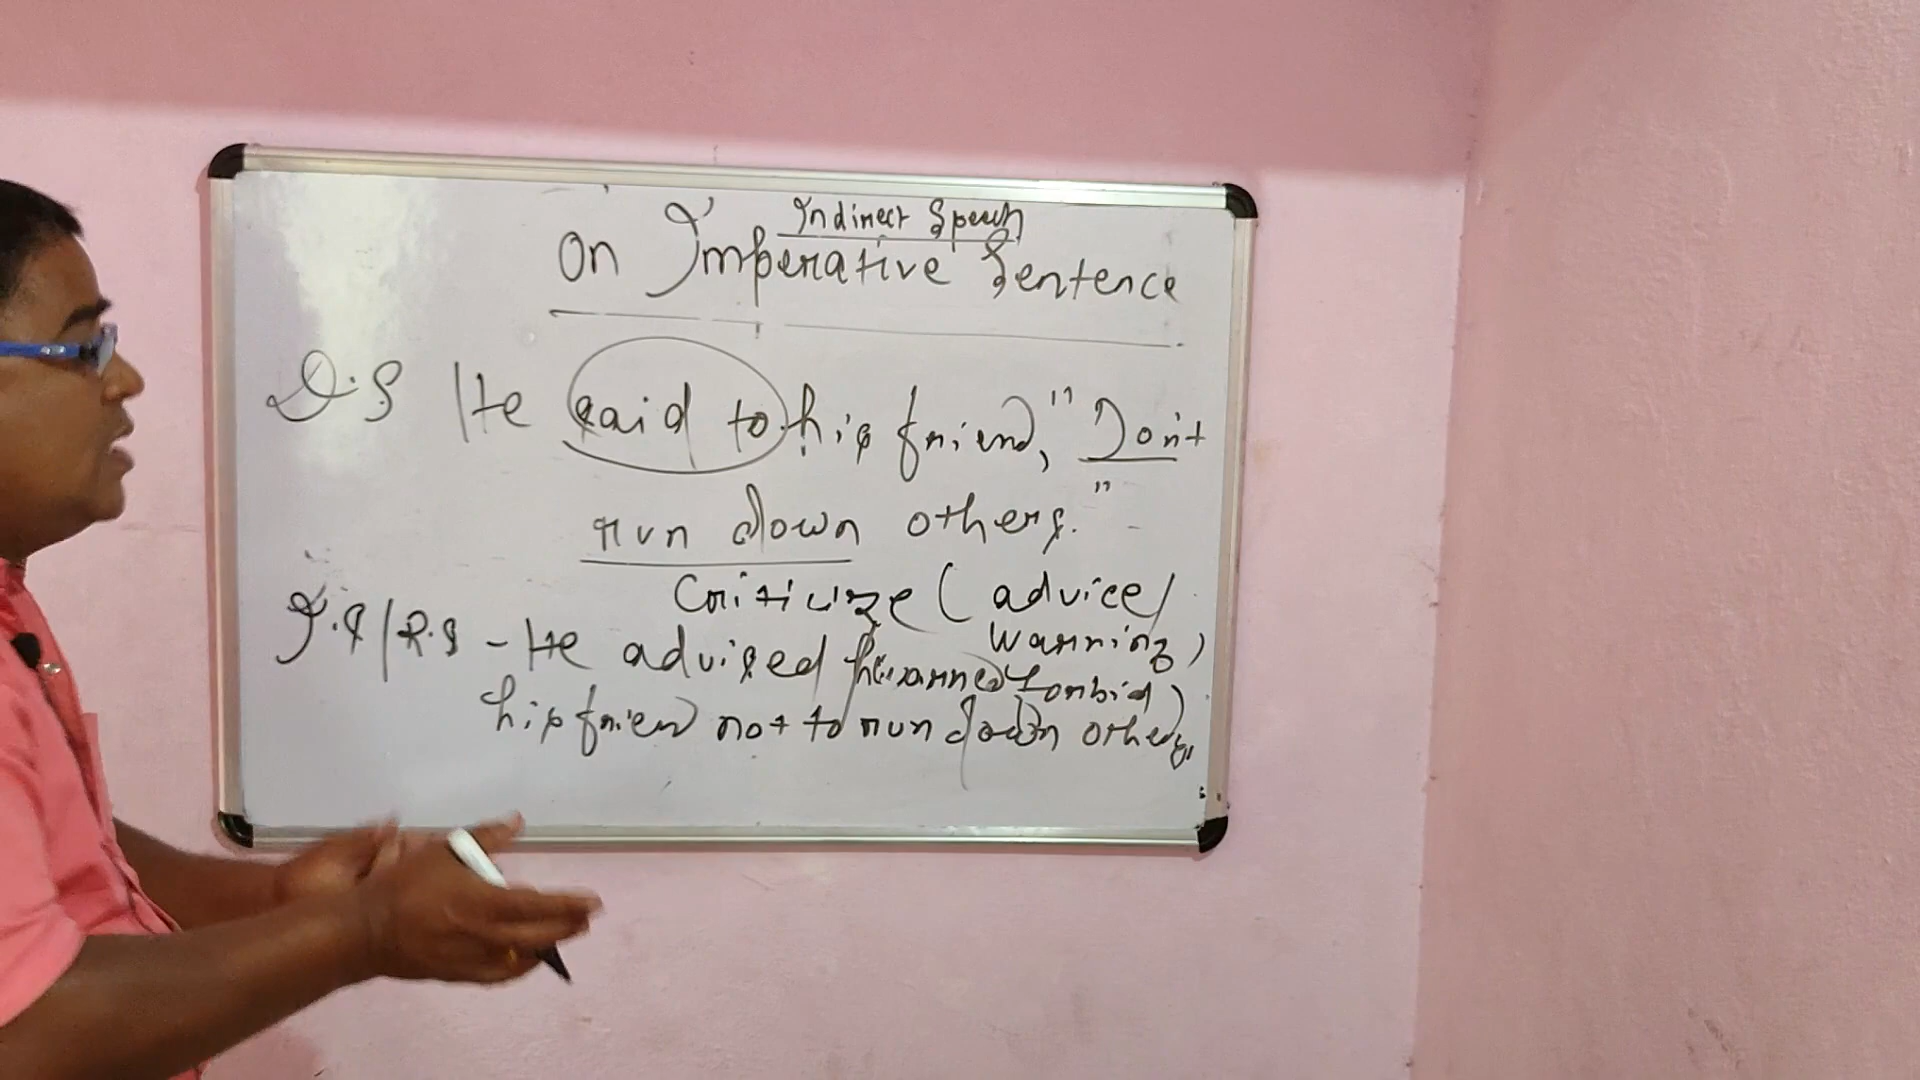 Indirect Speech
On Imperative Sentence
D.S He said to his friend, "Don't
run down others."
Criticize (advice/
warning)
I.S/R.S - He advised (warned/forbid)
his friend not to run down others.